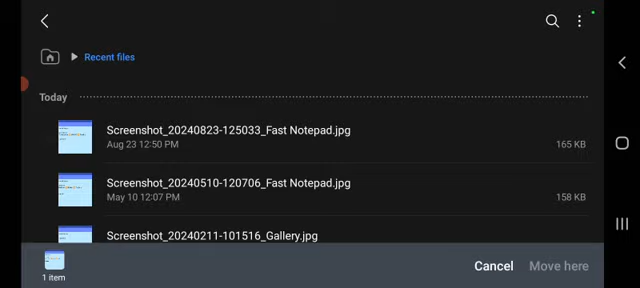 Recent files
Today
Screenshot_20240823-125033_Fast Notepad.jpg
Aug 23 12:50 PM
165 KB
Screenshot_20240510-120706_Fast Notepad.jpg
May 10 12:07 PM
158 KB
Screenshot_20240211-101516_Gallery.jpg
1 item
Cancel
Move here